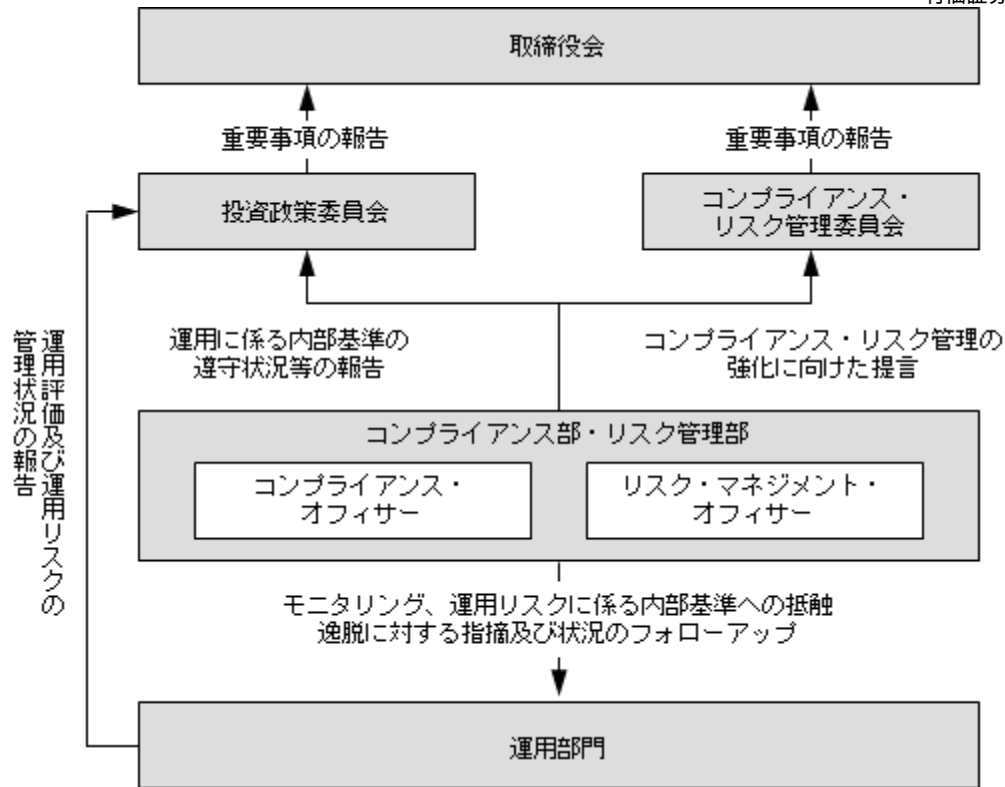 取締役会
重要事項の報告
重要事項の報告
投資政策委員会
コンプライアンス・
リスク管理委員会
運用に係る内部基準の
遵守状況等の報告
コンプライアンス・リスク管理の
強化に向けた提言
運用評価及び運用リスクの
管理状況の報告
コンプライアンス部・リスク管理部
コンプライアンス・
オフィサー
リスク・マネジメント・
オフィサー
モニタリング、運用リスクに係る内部基準への抵触
逸脱に対する指摘及び状況のフォローアップ
運用部門